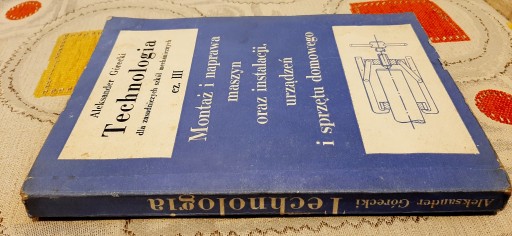 Aleksander Górecki
Technologia
dla zasadniczych szkół mechanicznych
cz. III
Montaż i naprawa
maszyn
oraz instalacji,
urządzeń
i sprzętu domowego
Aleksander Górecki Technologia